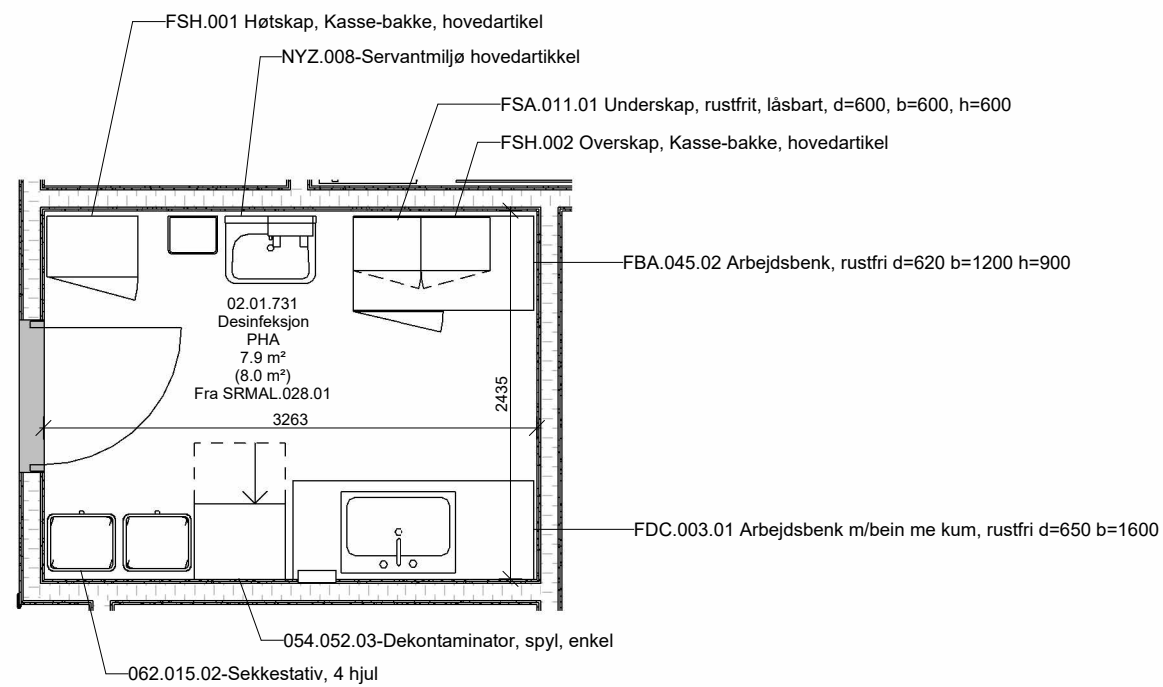 FSH.001 Høtskap, Kasse-bakke, hovedartikel
NYZ.008-Servantmiljø hovedartikkel
FSA.011.01 Underskap, rustfrit, låsbart, d=600, b=600, h=600
FSH.002 Overskap, Kasse-bakke, hovedartikel
FBA.045.02 Arbejdsbenk, rustfri d=620 b=1200 h=900
02.01.731
Desinfeksjon
PHA
7.9 m²
(8.0 m²)
Fra SRMAL.028.01
3263
2435
FDC.003.01 Arbejdsbenk m/bein me kum, rustfri d=650 b=1600
054.052.03-Dekontaminator, spyl, enkel
062.015.02-Sekkestativ, 4 hjul